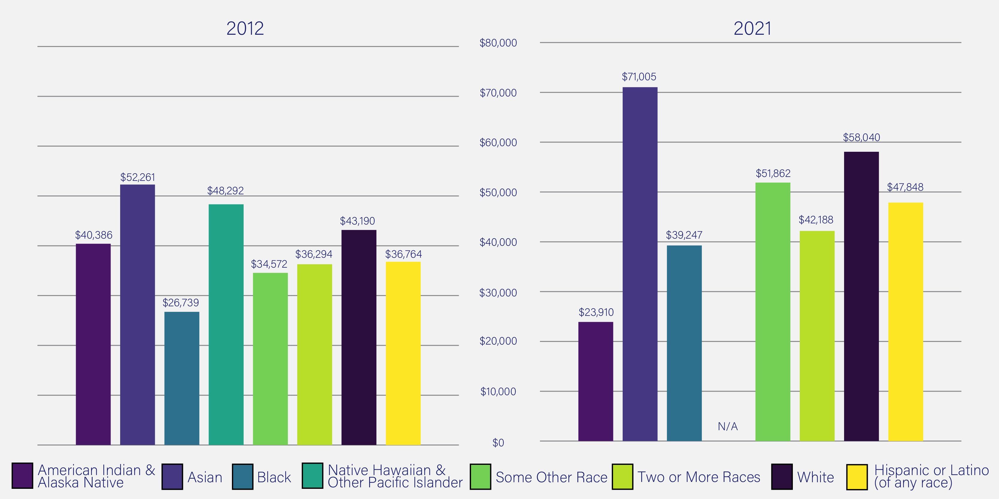 2012
2021
$80,000
$70,000
$60,000
$50,000
$40,000
$30,000
$20,000
$10,000
$0
$40,386
$52,261
$26,739
$48,292
$34,572
$36,294
$43,190
$36,764
$23,910
$71,005
$39,247
N/A
$51,862
$42,188
$58,040
$47,848
American Indian &
Alaska Native
Asian
Black
Native Hawaiian &
Other Pacific Islander
Some Other Race
Two or More Races
White
Hispanic or Latino
(of any race)